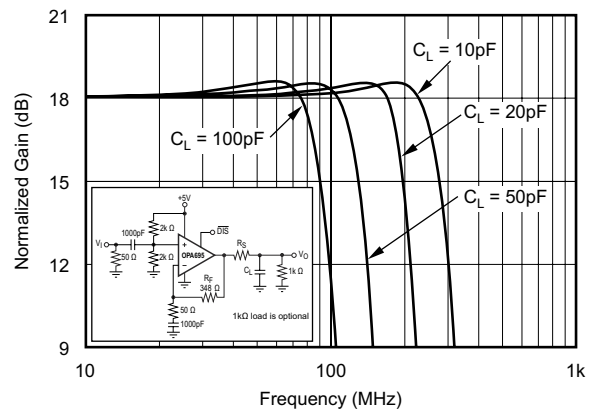 21
18
15
12
9
Normalized Gain (dB)
C_L = 10pF
C_L = 20pF
C_L = 100pF
C_L = 50pF
+5V
1000pF
2k Ω
DIS
V_I
50 Ω
2k Ω
+
OPA695
−
R_S
V_O
R_F
348 Ω
C_L
1k Ω
50 Ω
1000pF
1kΩ load is optional
10
100
1k
Frequency (MHz)